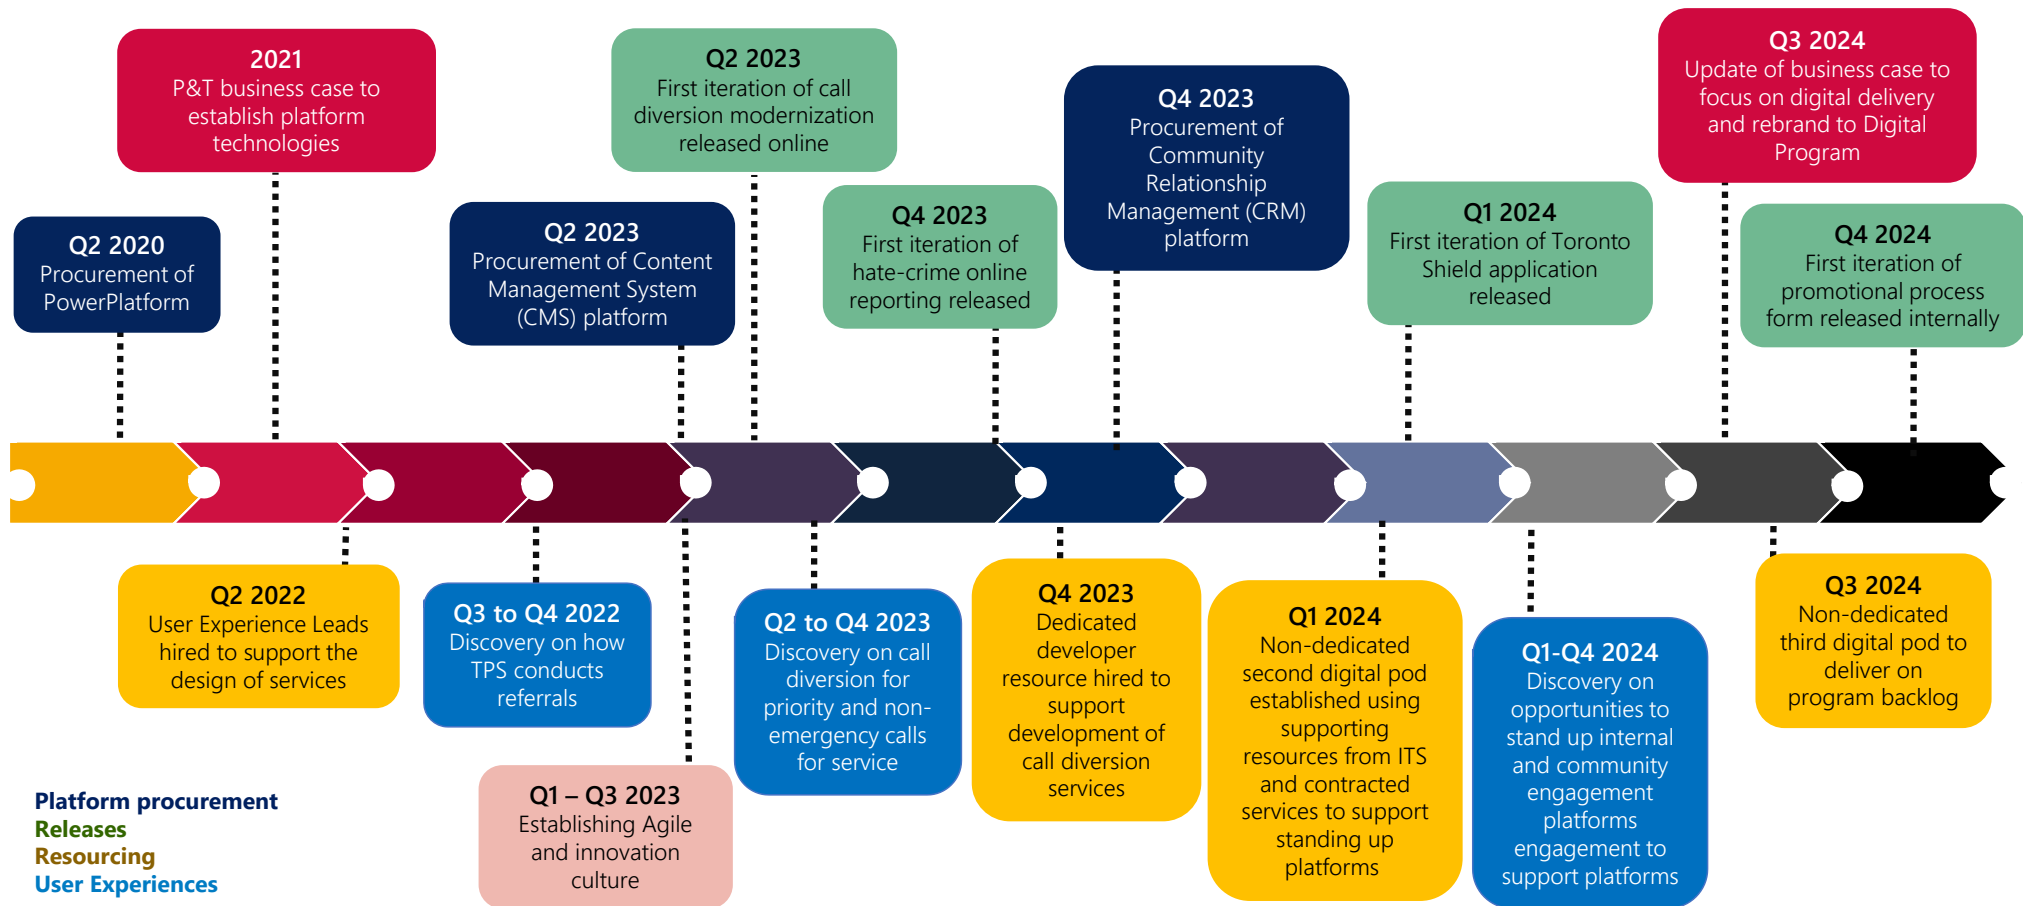 2021
P&T business case to
establish platform
technologies
Q2 2023
First iteration of call
diversion modernization
released online
Q4 2023
Procurement of
Community
Relationship
Management (CRM)
platform
Q3 2024
Update of business case to
focus on digital delivery
and rebrand to Digital
Program
Q2 2020
Procurement of
PowerPlatform
Q2 2023
Procurement of Content
Management System
(CMS) platform
Q4 2023
First iteration of
hate-crime online
reporting released
Q1 2024
First iteration of Toronto
Shield application
released
Q4 2024
First iteration of
promotional process
form released internally
Q2 2022
User Experience Leads
hired to support the
design of services
Q3 to Q4 2022
Discovery on how
TPS conducts
referrals
Q1 – Q3 2023
Establishing Agile
and innovation
culture
Q2 to Q4 2023
Discovery on call
diversion for
priority and non-
emergency calls
for service
Q4 2023
Dedicated
developer
resource hired to
support
development of
call diversion
services
Q1 2024
Non-dedicated
second digital pod
established using
supporting
resources from ITS
and contracted
services to support
standing up
platforms
Q1-Q4 2024
Discovery on
opportunities to
stand up internal
and community
engagement
platforms
engagement to
support platforms
Q3 2024
Non-dedicated
third digital pod to
deliver on
program backlog
Platform procurement
Releases
Resourcing
User Experiences